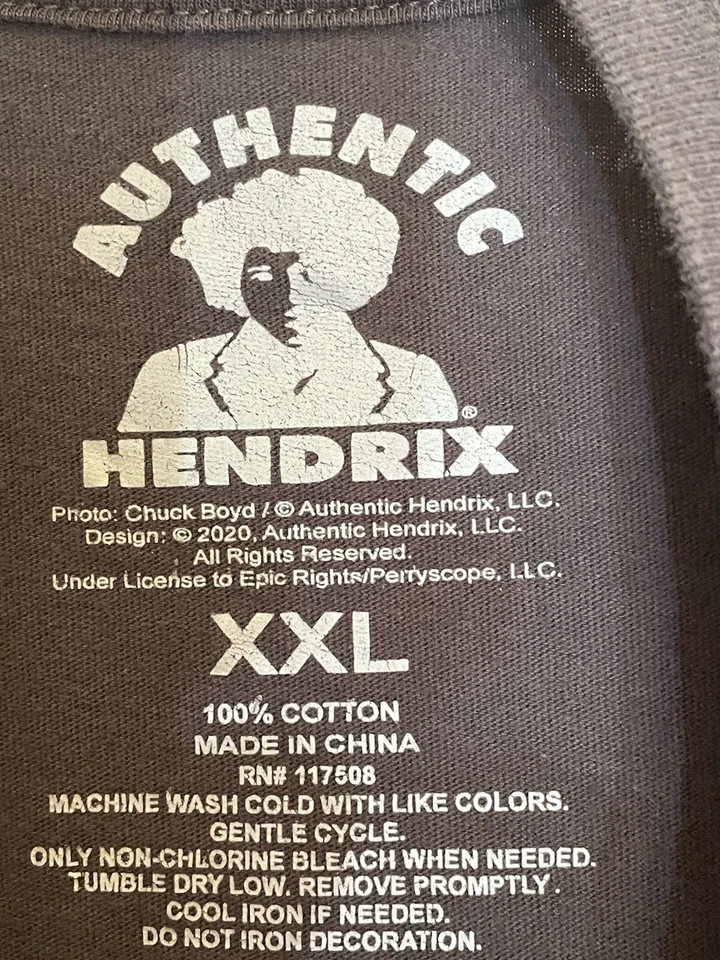 AUTHENTIC
®
HENDRIX
Photo: Chuck Boyd / © Authentic Hendrix, LLC.
Design: © 2020, Authentic Hendrix, LLC.
All Rights Reserved.
Under License to Epic Rights/Perryscope, LLC.
XXL
100% COTTON
MADE IN CHINA
RN# 117508
MACHINE WASH COLD WITH LIKE COLORS.
GENTLE CYCLE.
ONLY NON-CHLORINE BLEACH WHEN NEEDED.
TUMBLE DRY LOW. REMOVE PROMPTLY.
COOL IRON IF NEEDED.
DO NOT IRON DECORATION.